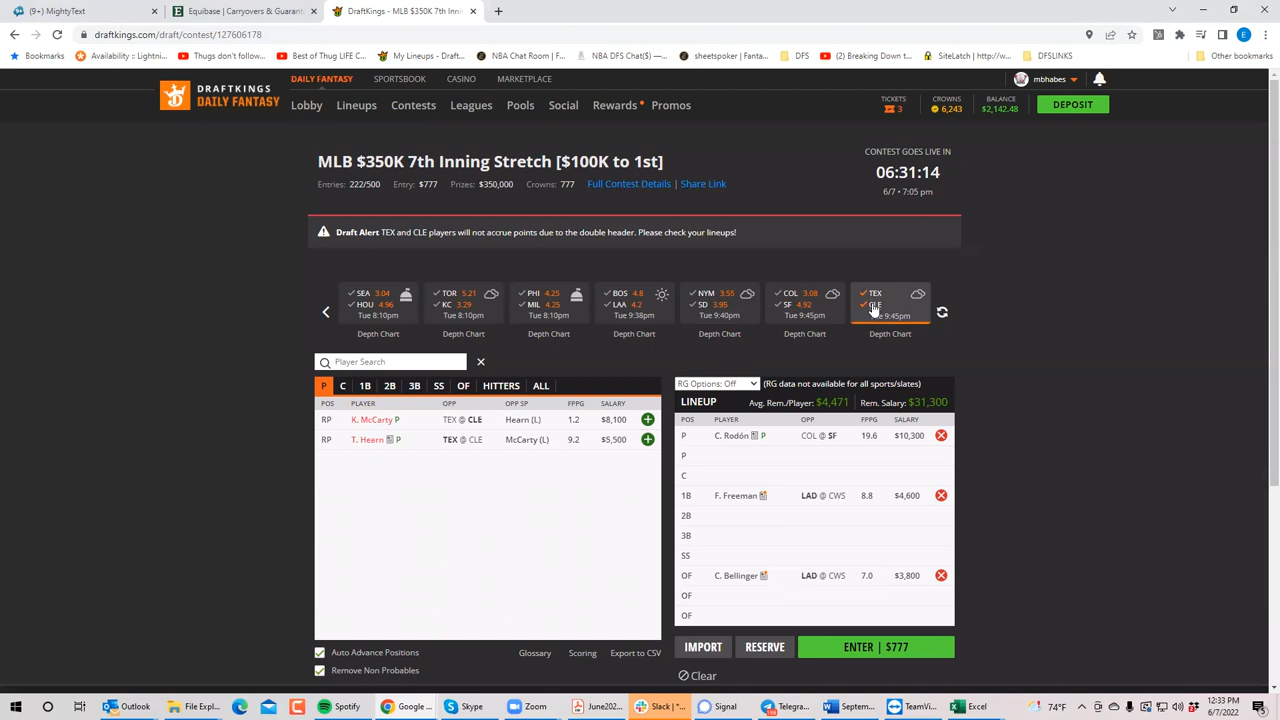 (9+) MightyText
Equibase | Carryovers & Guarant
DraftKings - MLB $350K 7th Innin
draftkings.com/draft/contest/127606178
E
Bookmarks
Availability :: Lightni...
Thugs don't follow...
Best of Thug LIFE C...
My Lineups - Draft...
NBA Chat Room | #...
NBA DFS Chat($) —...
sheetspoker | Fanta...
DFS
(2) Breaking Down t...
SiteLatch | http://w...
DFSLINKS
Other bookmarks
DAILY FANTASY
SPORTSBOOK
CASINO
MARKETPLACE
mbhabes
DRAFTKINGS
DAILY FANTASY
Lobby
Lineups
Contests
Leagues
Pools
Social
Rewards
Promos
TICKETS
3
CROWNS
6,243
BALANCE
$2,142.48
DEPOSIT
MLB $350K 7th Inning Stretch [$100K to 1st]
Entries: 222/500 Entry: $777 Prizes: $350,000 Crowns: 777 Full Contest Details | Share Link
CONTEST GOES LIVE IN
06:31:14
6/7 | 7:05 pm
Draft Alert TEX and CLE players will not accrue points due to the double header. Please check your lineups!
SEA 3.04
HOU 4.96
Tue 8:10pm
Depth Chart
TOR 5.21
KC 3.29
Tue 8:10pm
Depth Chart
PHI 4.25
MIL 4.25
Tue 8:10pm
Depth Chart
BOS 4.8
LAA 4.2
Tue 9:38pm
Depth Chart
NYM 3.55
SD 3.95
Tue 9:40pm
Depth Chart
COL 3.08
SF 4.92
Tue 9:45pm
Depth Chart
TEX
CLE
Tue 9:45pm
Depth Chart
Player Search
P C 1B 2B 3B SS OF HITTERS ALL
POS PLAYER OPP OPP SP FPPG SALARY
RP K. McCarty P TEX @ CLE Hearn (L) 1.2 $8,100
RP T. Hearn P TEX @ CLE McCarty (L) 9.2 $5,500
Auto Advance Positions
Glossary
Scoring
Export to CSV
Remove Non Probables
RG Options: Off (RG data not available for all sports/slates)
LINEUP Avg. Rem./Player: $4,471 Rem. Salary: $31,300
POS PLAYER OPP FPPG SALARY
P C. Rodón P COL @ SF 19.6 $10,300
P
C
1B F. Freeman LAD @ CWS 8.8 $4,600
2B
3B
SS
OF C. Bellinger LAD @ CWS 7.0 $3,800
OF
OF
IMPORT
RESERVE
ENTER | $777
Clear
Outlook
File Expl...
Spotify
Google ...
Skype
Zoom
June202...
Slack | *...
Signal
Telegra...
Septem...
TeamVi...
Excel
74°F
12:33 PM
6/7/2022